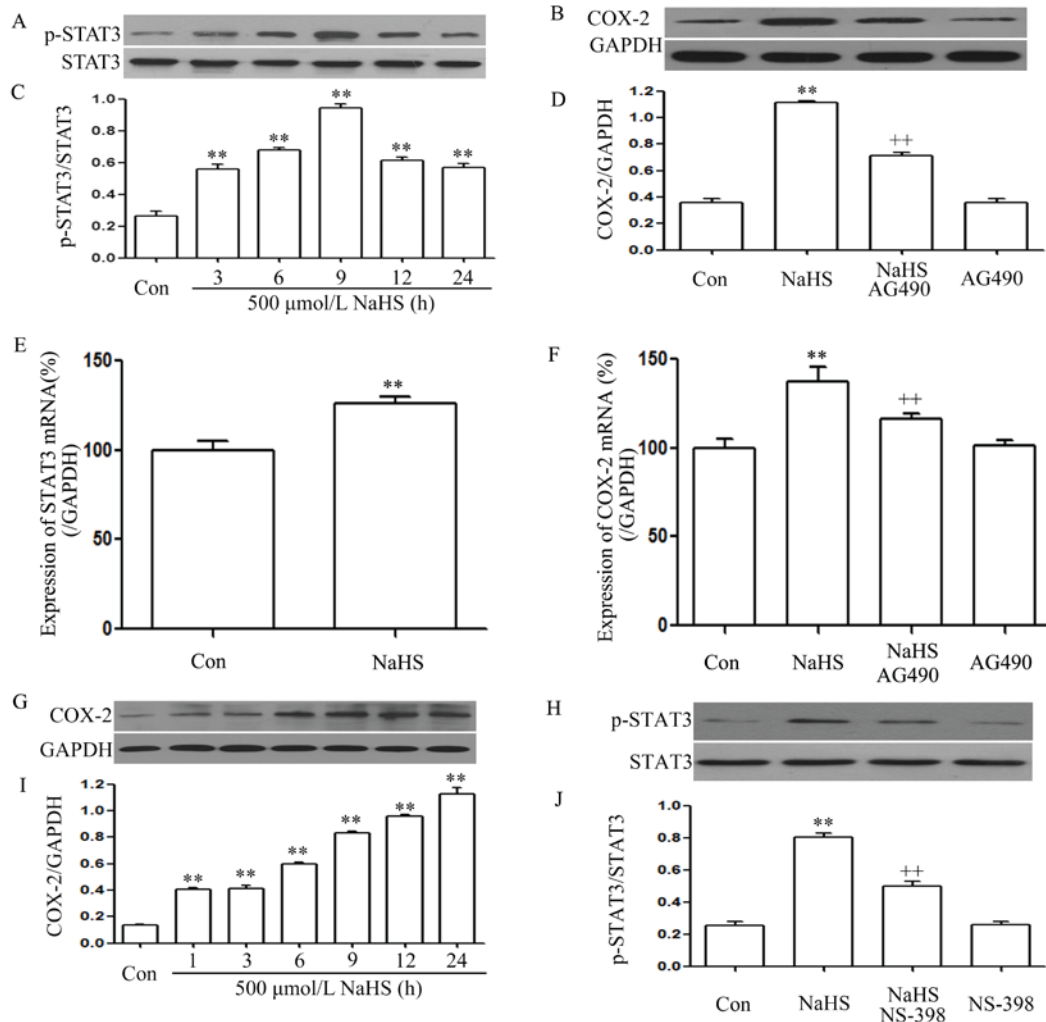 A
p-STAT3
STAT3
B
COX-2
GAPDH
C
p-STAT3/STAT3
1.0
0.8
0.6
0.4
0.2
0.0
**
**
**
**
**
Con
3
6
9
12
24
500 μmol/L NaHS (h)
D
COX-2/GAPDH
1.2
1.0
0.8
0.6
0.4
0.2
0.0
**
++
Con
NaHS
NaHS
AG490
AG490
E
Expression of STAT3 mRNA(%)
(/GAPDH)
150
100
50
0
**
Con
NaHS
F
Expression of COX-2 mRNA (%)
(/GAPDH)
150
100
50
0
**
++
Con
NaHS
NaHS
AG490
AG490
G
COX-2
GAPDH
H
p-STAT3
STAT3
I
COX-2/GAPDH
1.2
1.0
0.8
0.6
0.4
0.2
0.0
**
**
**
**
**
**
Con
1
3
6
9
12
24
500 μmol/L NaHS (h)
J
p-STAT3/STAT3
1.0
0.8
0.6
0.4
0.2
0.0
**
++
Con
NaHS
NaHS
NS-398
NS-398